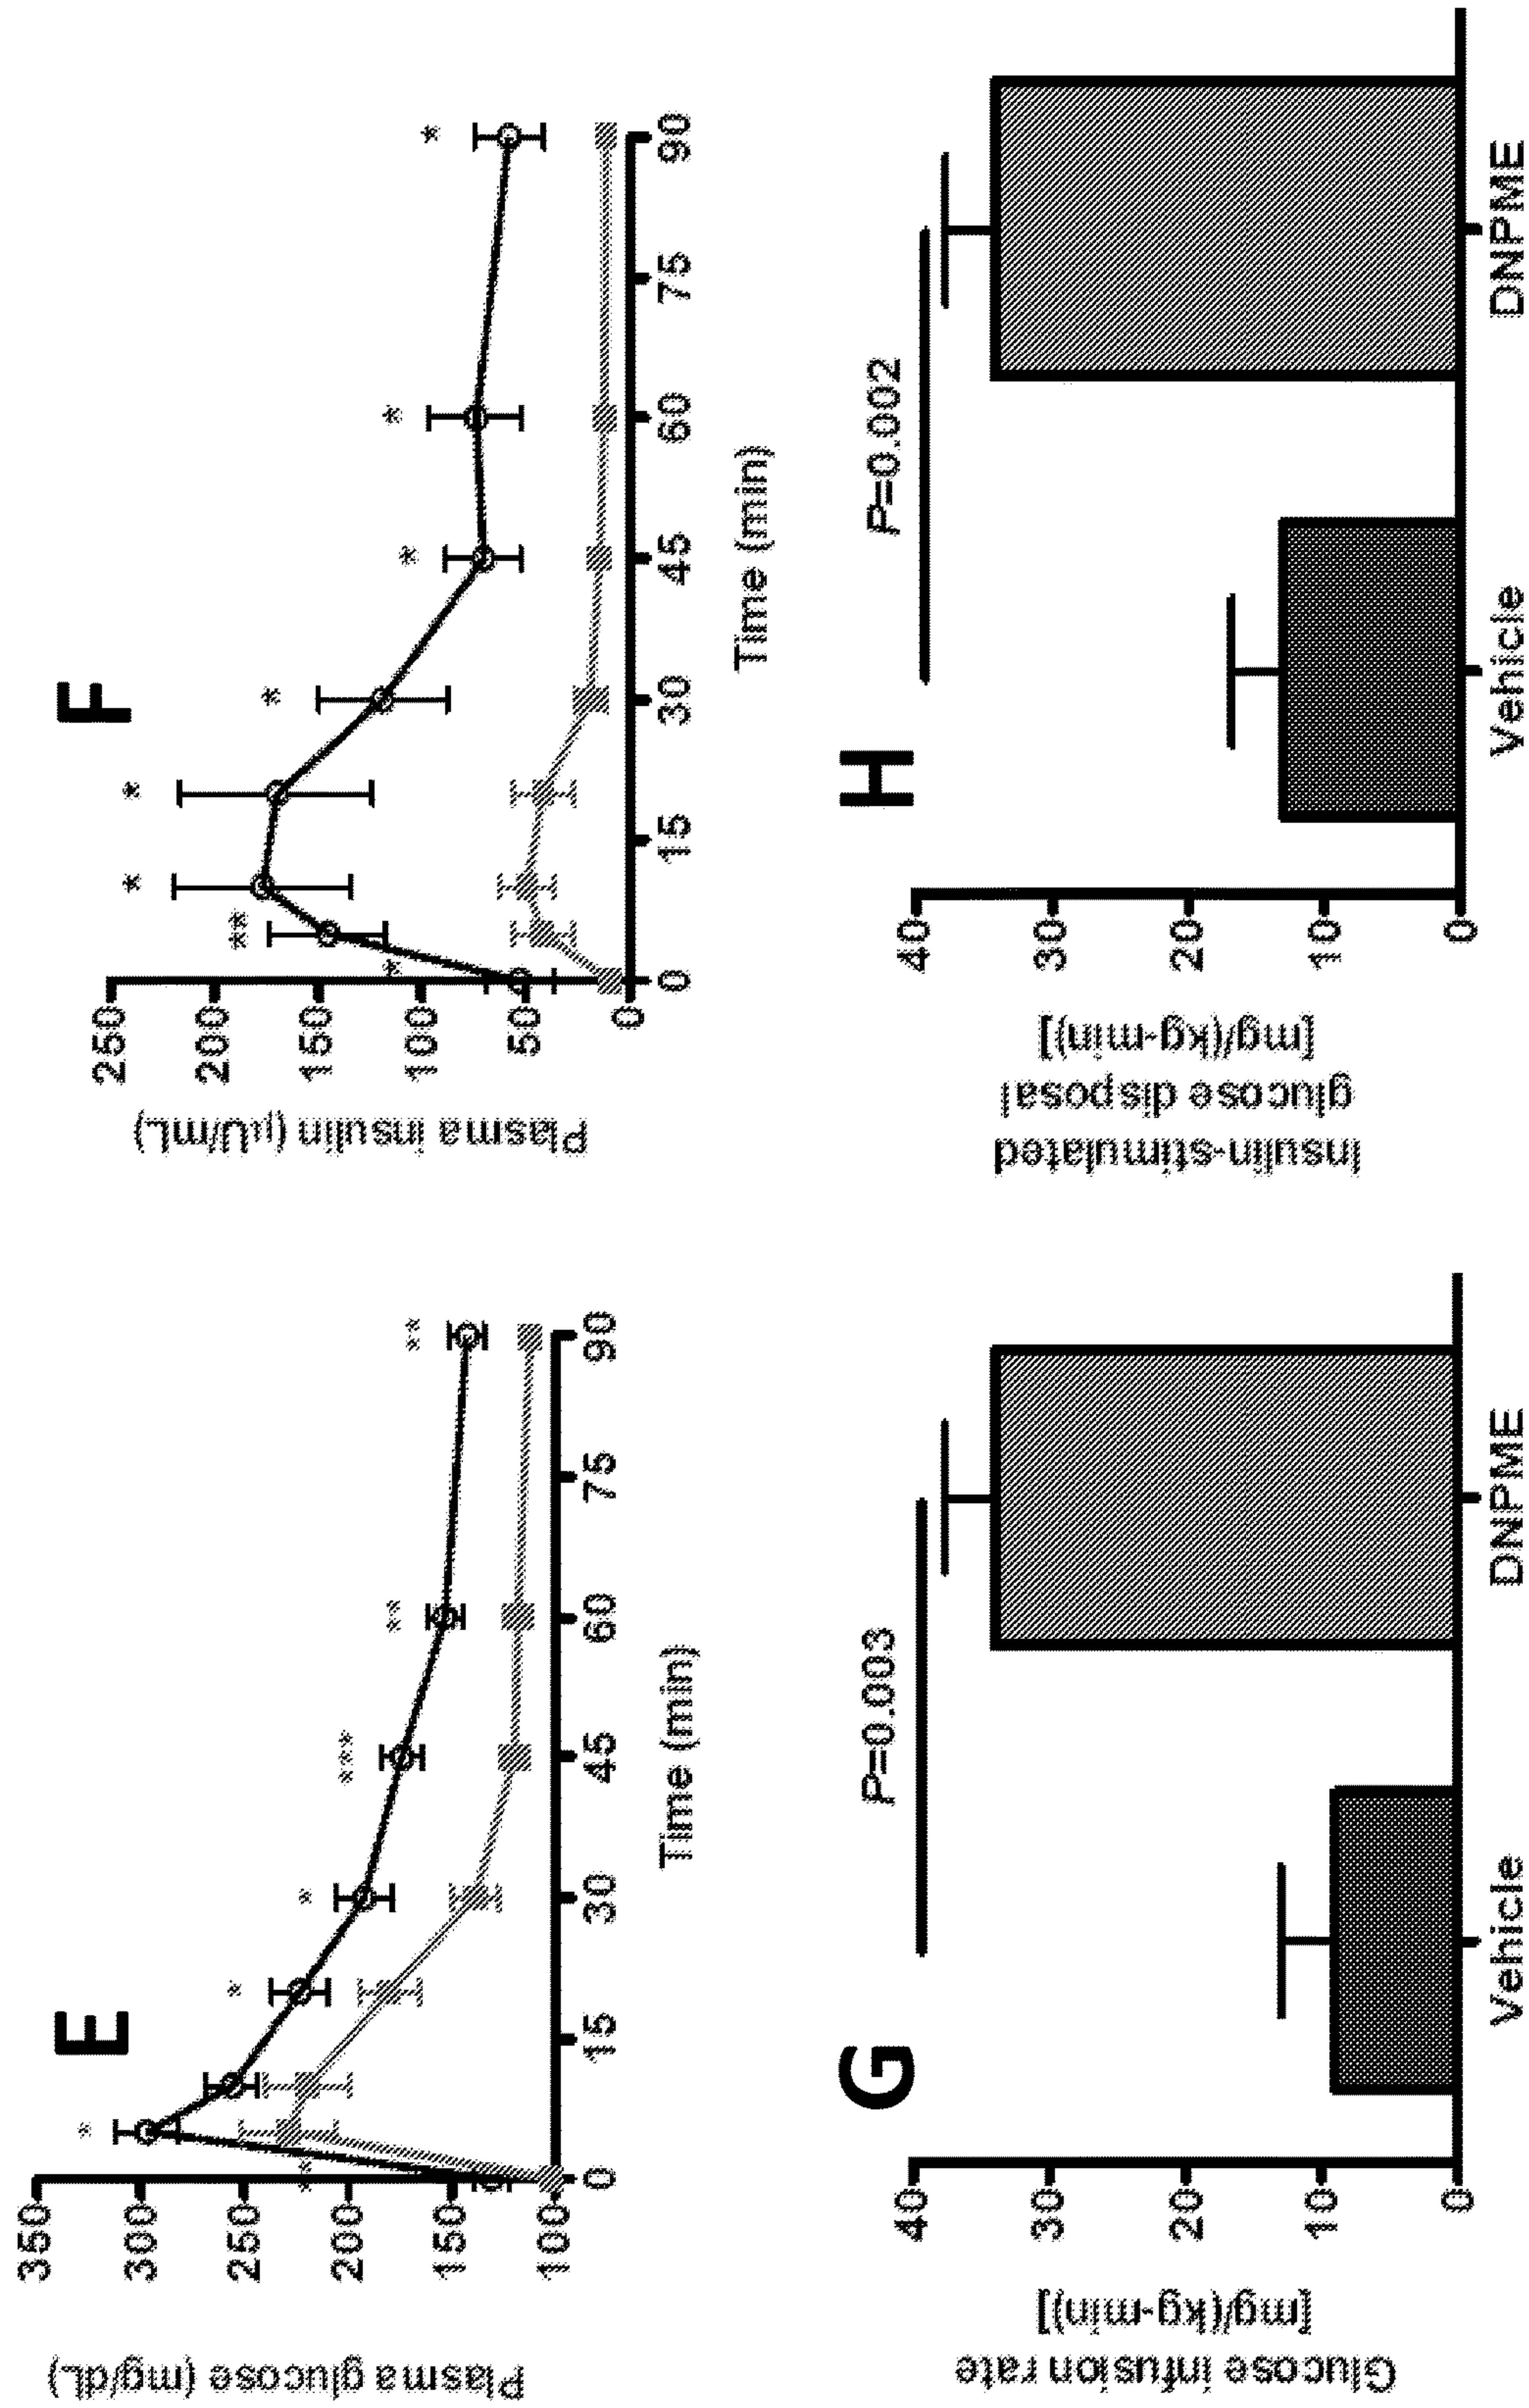 E
Plasma glucose (mg/dL)
350
300
250
200
150
100
*
**
*
*
***
**
**
0 15 30 45 60 75 90
Time (min)
F
Plasma insulin (μU/mL)
250
200
150
100
50
0
*
**
*
*
*
*
*
*
0 15 30 45 60 75 90
Time (min)
G
Glucose infusion rate
[mg/(kg-min)]
40
30
20
10
0
P=0.003
Vehicle DNPME
H
Insulin-stimulated
glucose disposal
[mg/(kg-min)]
40
30
20
10
0
P=0.002
Vehicle DNPME